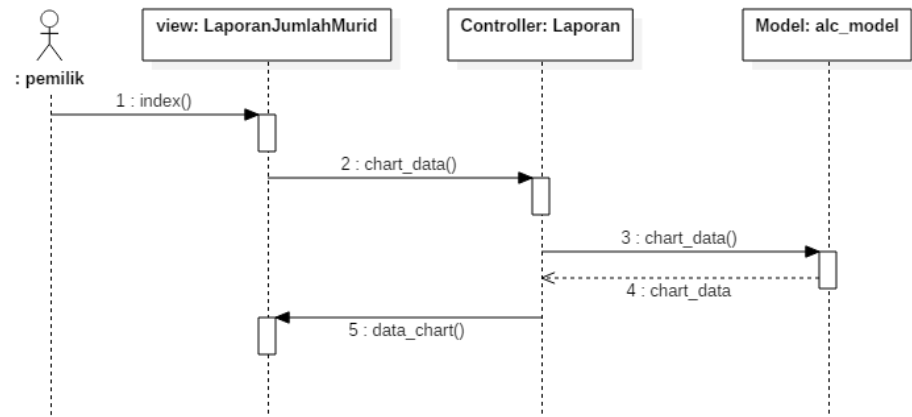 view: LaporanJumlahMurid
Controller: Laporan
Model: alc_model
: pemilik
1 : index()
2 : chart_data()
3 : chart_data()
4 : chart_data
5 : data_chart()